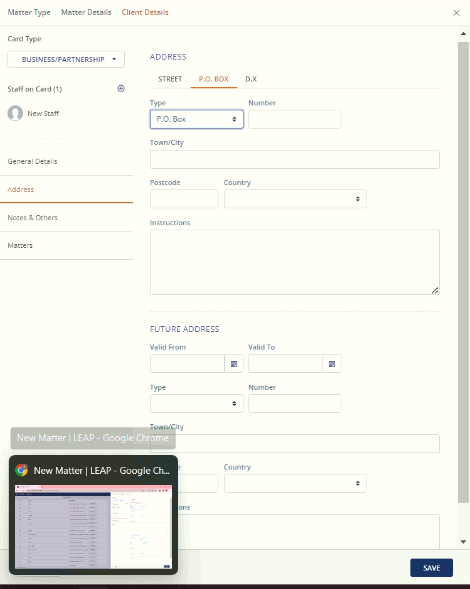 Matter Type Matter Details Client Details ×
Card Type
BUSINESS/PARTNERSHIP
Staff on Card (1)
New Staff
General Details
Address
Notes & Others
Matters
ADDRESS
STREET P.O. BOX D.X
Type Number
P.O. Box
Town/City
Postcode Country
Instructions
FUTURE ADDRESS
Valid From Valid To
Type Number
Town/City
Country
SAVE
New Matter | LEAP - Google Chrome
New Matter | LEAP - Google Ch...